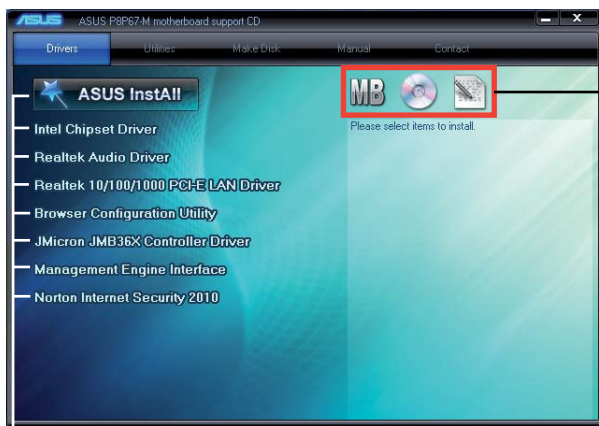 ASUS ASUS P8P67-M motherboard support CD
Drivers Utilities Make Disk Manual Contact
ASUS InstAll
MB
Please select items to install.
Intel Chipset Driver
Realtek Audio Driver
Realtek 10/100/1000 PCI-E LAN Driver
Browser Configuration Utility
JMicron JMB36X Controller Driver
Management Engine Interface
Norton Internet Security 2010